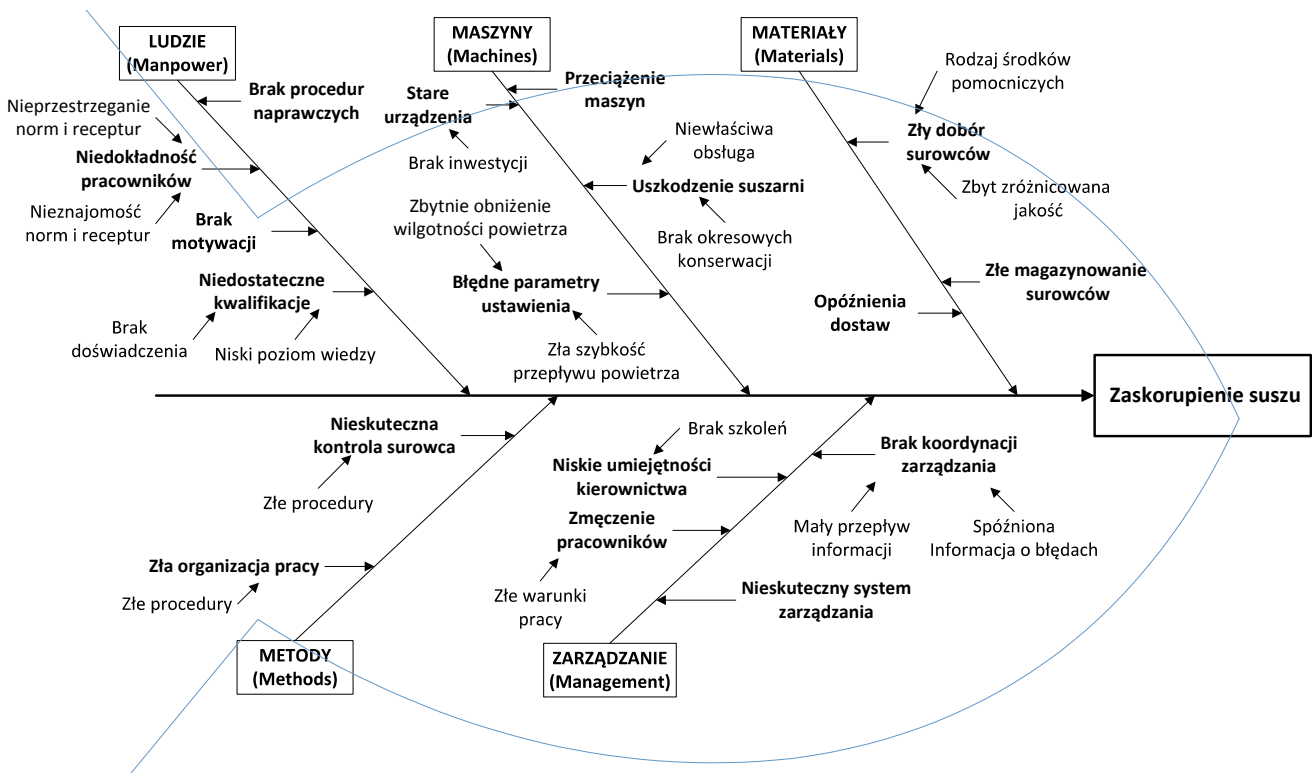 LUDZIE
(Manpower)
Brak procedur
naprawczych
Nieprzestrzeganie
norm i receptur
Niedokładność
pracowników
Nieznajomość
norm i receptur
Brak
motywacji
Niedostateczne
kwalifikacje
Brak
doświadczenia
Niski poziom wiedzy
MASZYNY
(Machines)
Przeciążenie
maszyn
Stare
urządzenia
Brak inwestycji
Niewłaściwa
obsługa
Uszkodzenie suszarni
Brak okresowych
konserwacji
Zbytnie obniżenie
wilgotności powietrza
Błędne parametry
ustawienia
Zła szybkość
przepływu powietrza
MATERIAŁY
(Materials)
Rodzaj środków
pomocniczych
Zły dobór
surowców
Zbyt zróżnicowana
jakość
Złe magazynowanie
surowców
Opóźnienia
dostaw
Zaskorupienie suszu
Nieskuteczna
kontrola surowca
Złe procedury
Zła organizacja pracy
Złe procedury
METODY
(Methods)
Brak szkoleń
Niskie umiejętności
kierownictwa
Brak koordynacji
zarządzania
Mały przepływ
informacji
Spóźniona
Informacja o błędach
Zmęczenie
pracowników
Złe warunki
pracy
Nieskuteczny system
zarządzania
ZARZĄDZANIE
(Management)